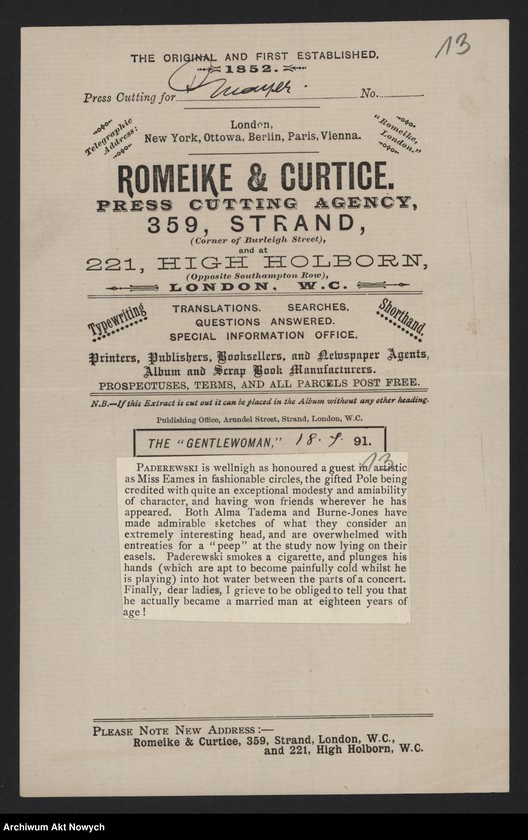 13
THE ORIGINAL AND FIRST ESTABLISHED.
1852.
Press Cutting for Mayer. No.
Telegraphic Address:
London,
New York, Ottowa, Berlin, Paris, Vienna.
"Romeike, London."
ROMEIKE & CURTICE.
PRESS CUTTING AGENCY,
359, STRAND,
(Corner of Burleigh Street),
and at
221, HIGH HOLBORN,
(Opposite Southampton Row),
LONDON, W.C.
Typewriting
TRANSLATIONS. SEARCHES.
QUESTIONS ANSWERED.
SPECIAL INFORMATION OFFICE.
Shorthand.
Printers, Publishers, Booksellers, and Newspaper Agents,
Album and Scrap Book Manufacturers.
PROSPECTUSES, TERMS, AND ALL PARCELS POST FREE.
N.B.—If this Extract is cut out it can be placed in the Album without any other heading.
Publishing Office, Arundel Street, Strand, London, W.C.
THE "GENTLEWOMAN," 18.7 91.
13
PADEREWSKI is wellnigh as honoured a guest in artistic
as Miss Eames in fashionable circles, the gifted Pole being
credited with quite an exceptional modesty and amiability
of character, and having won friends wherever he has
appeared. Both Alma Tadema and Burne-Jones have
made admirable sketches of what they consider an
extremely interesting head, and are overwhelmed with
entreaties for a "peep" at the study now lying on their
easels. Paderewski smokes a cigarette, and plunges his
hands (which are apt to become painfully cold whilst he
is playing) into hot water between the parts of a concert.
Finally, dear ladies, I grieve to be obliged to tell you that
he actually became a married man at eighteen years of
age!
PLEASE NOTE NEW ADDRESS:—
Romeike & Curtice, 359, Strand, London, W.C.,
and 221, High Holborn, W.C.
Archiwum Akt Nowych